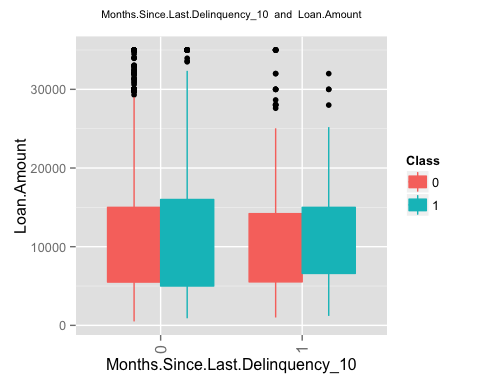 Months.Since.Last.Delinquency_10 and Loan.Amount
Loan.Amount
30000
20000
10000
0
0
1
Months.Since.Last.Delinquency_10
Class
0
1